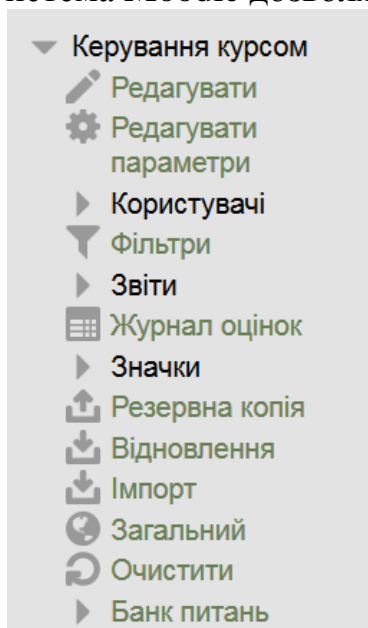 Керування курсом
Редагувати
Редагувати
параметри
Користувачі
Фільтри
Звіти
Журнал оцінок
Значки
Резервна копія
Відновлення
Імпорт
Загальний
Очистити
Банк питань